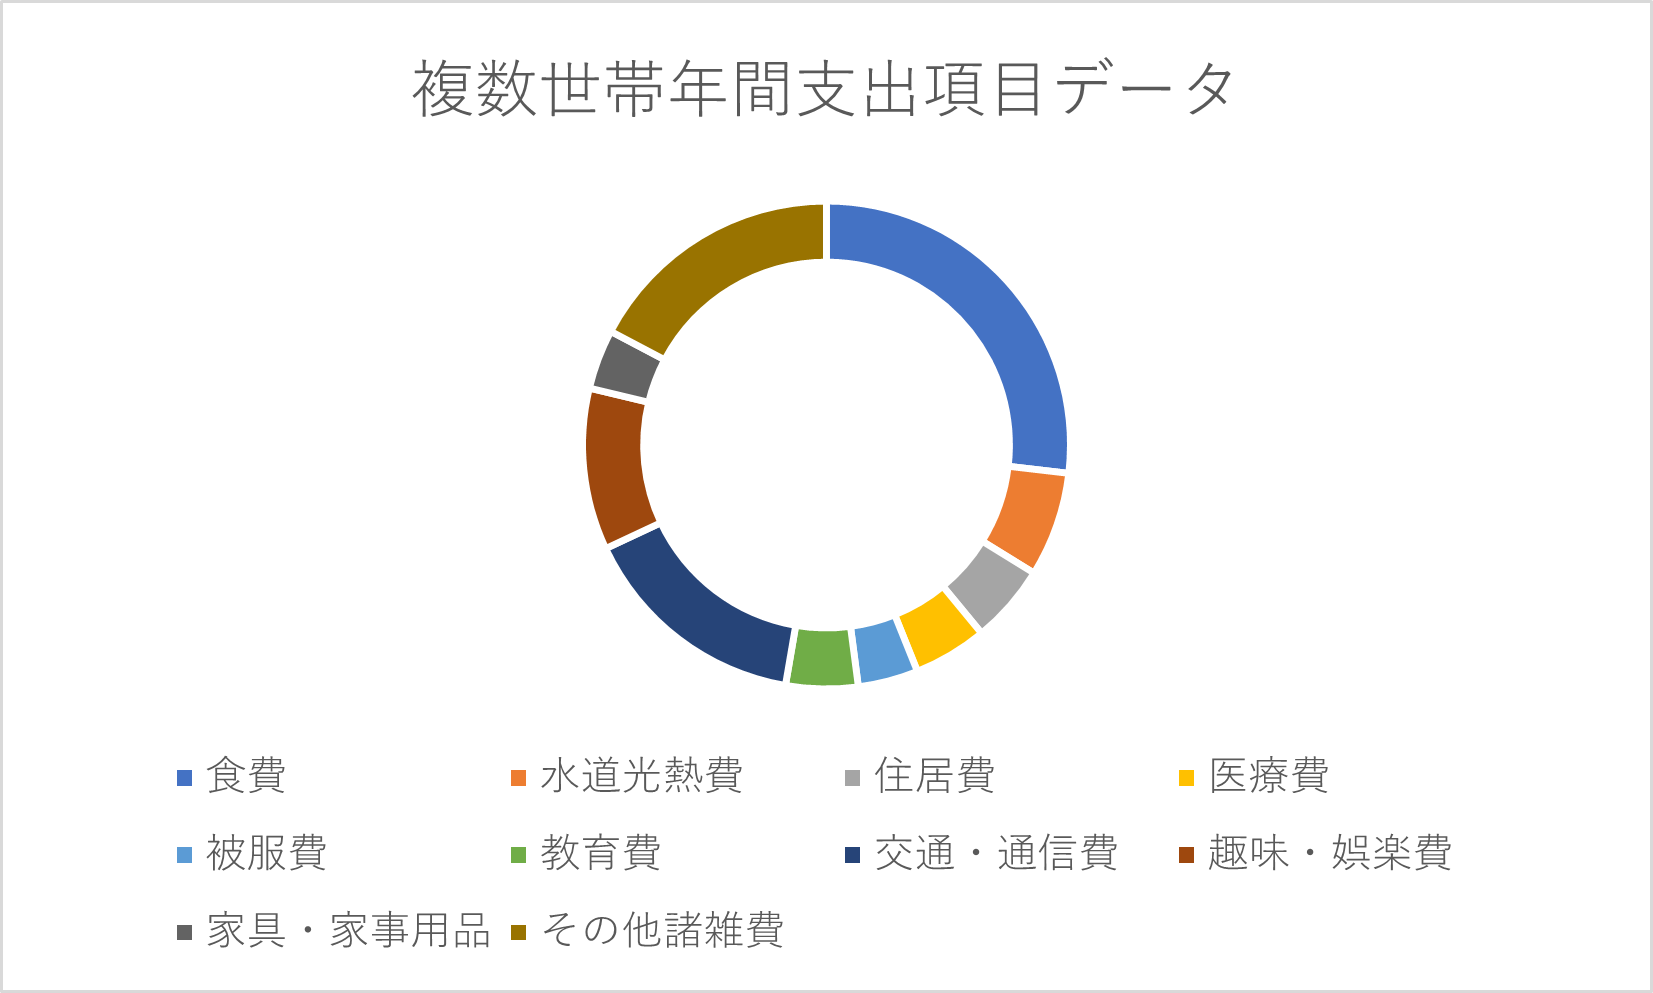 複数世帯年間支出項目データ
食費 水道光熱費 住居費 医療費
被服費 教育費 交通・通信費 趣味・娯楽費
家具・家事用品 その他諸雑費